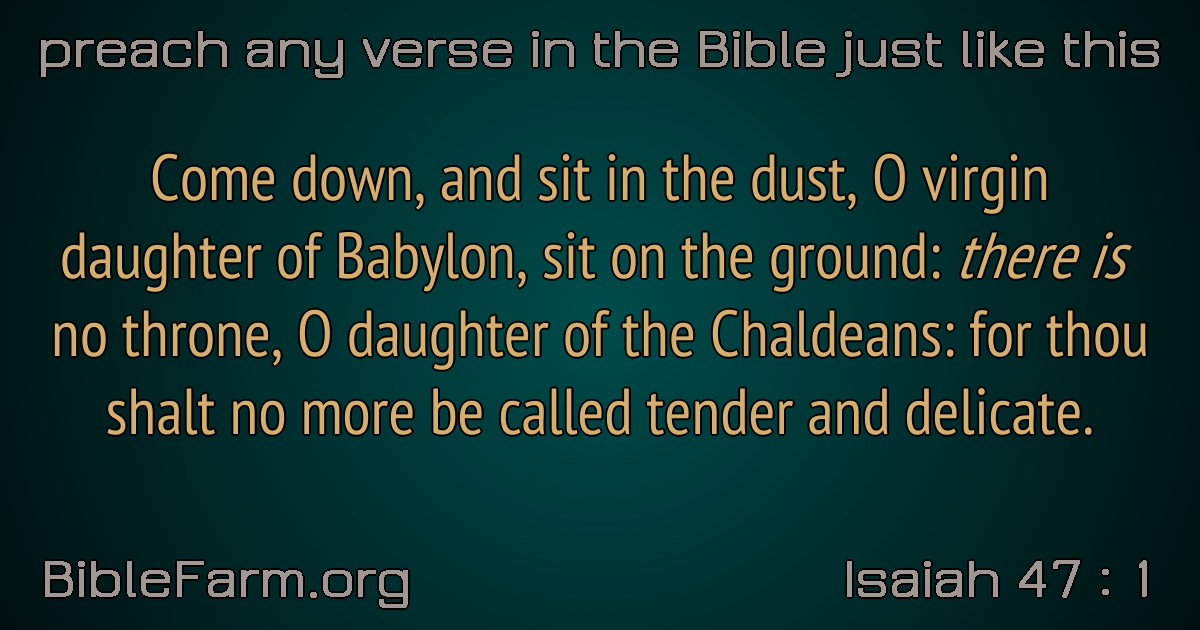 preach any verse in the Bible just like this
Come down, and sit in the dust, O virgin
daughter of Babylon, sit on the ground: there is
no throne, O daughter of the Chaldeans: for thou
shalt no more be called tender and delicate.
BibleFarm.org
Isaiah 47 : 1